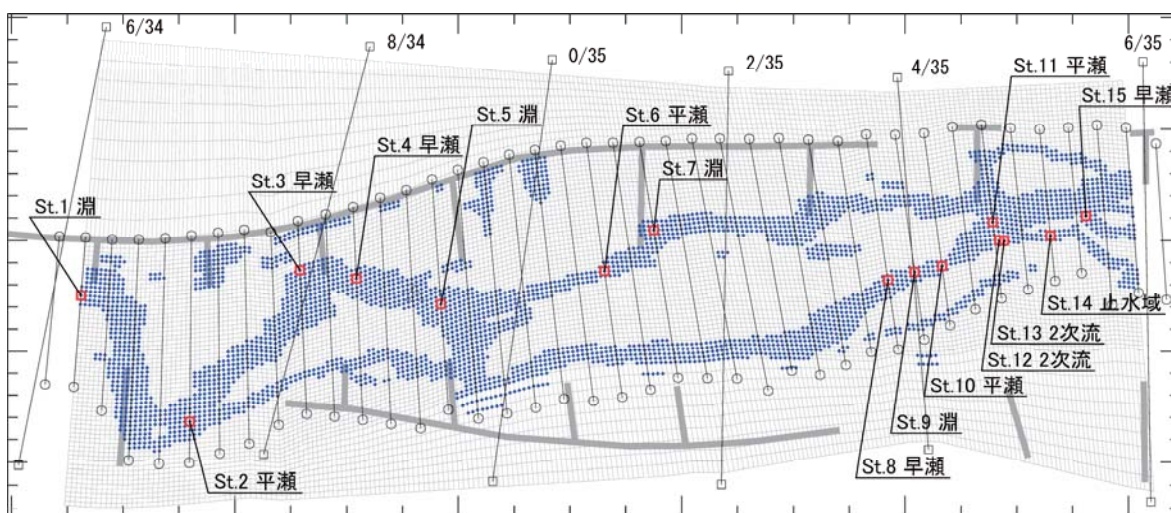 6/34
8/34
0/35
2/35
4/35
6/35
St.11 平瀬
St.15 早瀬
St.5 淵
St.6 平瀬
St.4 早瀬
St.7 淵
St.3 早瀬
St.1 淵
St.14 止水域
St.13 2次流
St.12 2次流
St.10 平瀬
St.9 淵
St.8 早瀬
St.2 平瀬